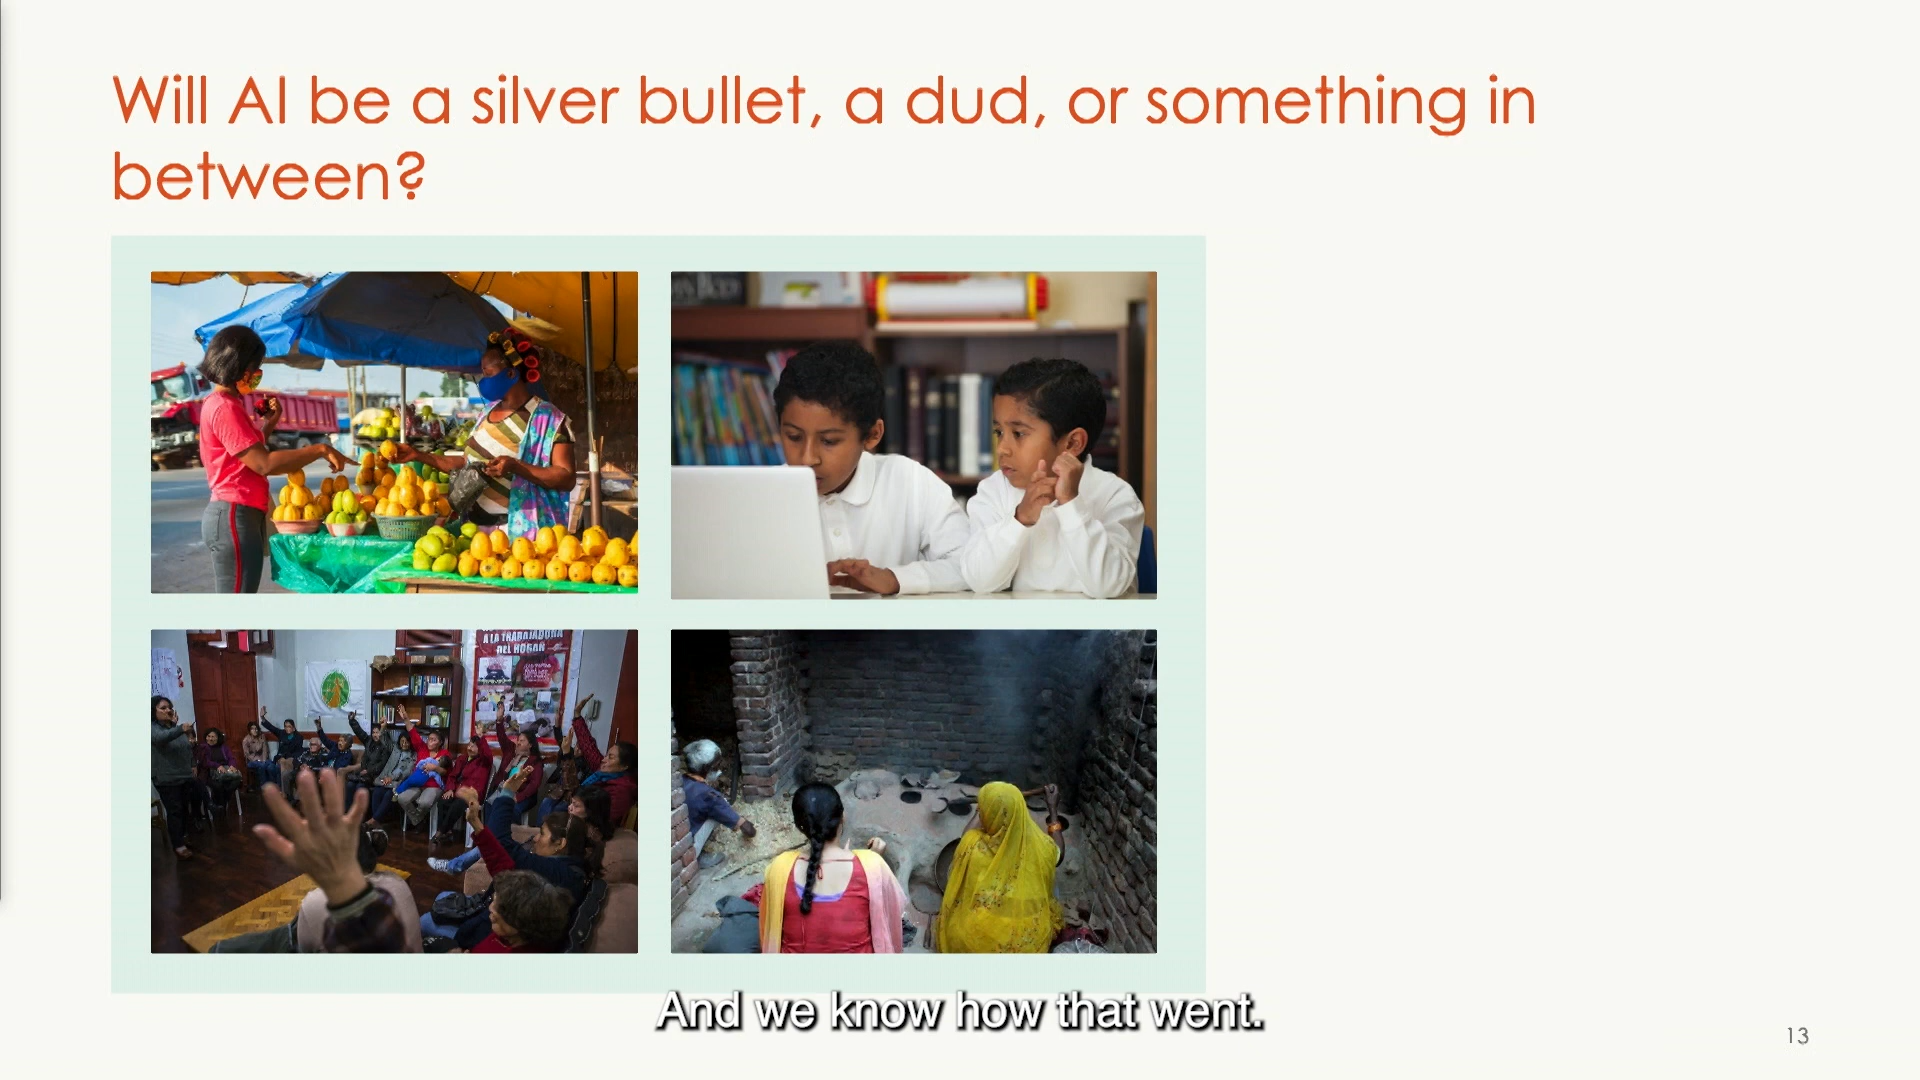 Will AI be a silver bullet, a dud, or something in
between?
A LA TRABAJADORA
DEL HOGAR
And we know how that went.
13